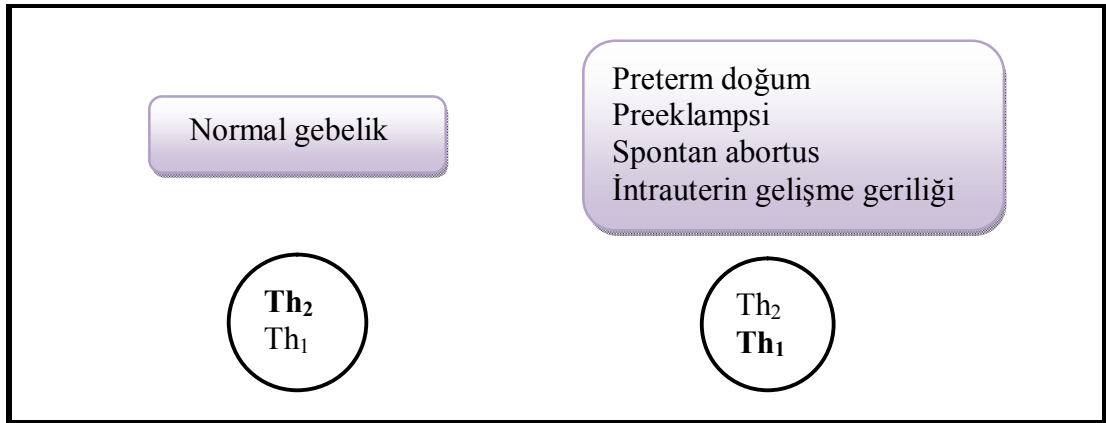 Normal gebelik
Preterm doğum
Preeklampsi
Spontan abortus
İntrauterin gelişme geriliği
Th₂
Th₁
Th₂
Th₁